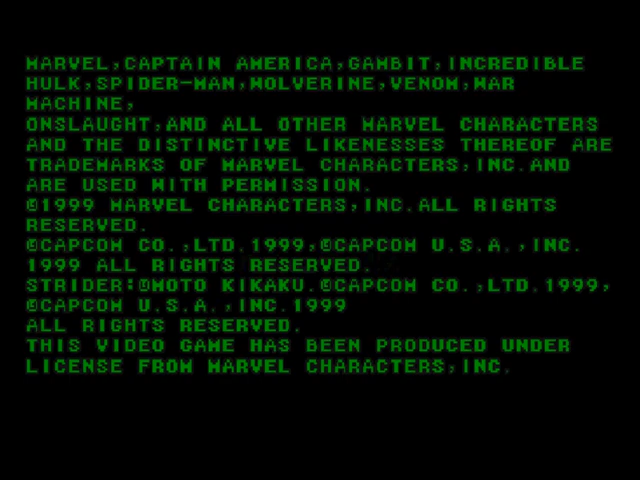 MARVEL,CAPTAIN AMERICA,GAMBIT,INCREDIBLE
HULK,SPIDER-MAN,WOLVERINE,VENOM,WAR
MACHINE,
ONSLAUGHT,AND ALL OTHER MARVEL CHARACTERS
AND THE DISTINCTIVE LIKENESSES THEREOF ARE
TRADEMARKS OF MARVEL CHARACTERS,INC.AND
ARE USED WITH PERMISSION.
©1999 MARVEL CHARACTERS,INC.ALL RIGHTS
RESERVED.
©CAPCOM CO.,LTD.1999,©CAPCOM U.S.A.,INC.
1999 ALL RIGHTS RESERVED.
STRIDER:©MOTO KIKAKU.©CAPCOM CO.,LTD.1999,
©CAPCOM U.S.A.,INC.1999
ALL RIGHTS RESERVED.
THIS VIDEO GAME HAS BEEN PRODUCED UNDER
LICENSE FROM MARVEL CHARACTERS,INC.